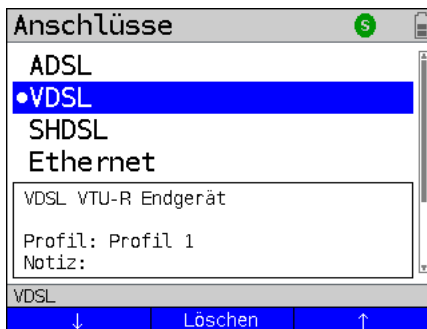 Anschlüsse S
ADSL
VDSL
SHDSL
Ethernet
VDSL VTU-R Endgerät
Profil: Profil 1
Notiz:
VDSL
↓ Löschen ↑